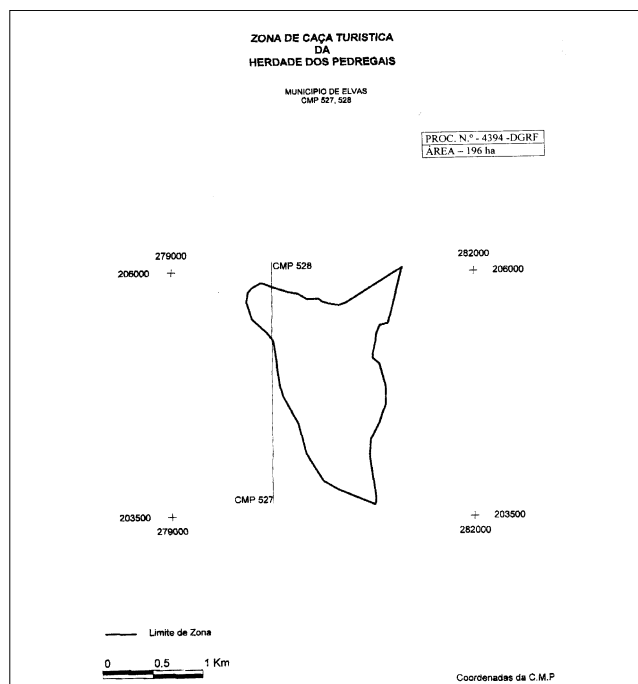 ZONA DE CAÇA TURISTICA
DA
HERDADE DOS PEDREGAIS
MUNICIPIO DE ELVAS
CMP 527, 528
PROC. N.º - 4394 -DGRF
ÁREA – 196 ha
279000
282000
206000
206000
CMP 528
CMP 527
203500
203500
279000
282000
Limite de Zona
0 0.5 1 Km
Coordenadas da C.M.P